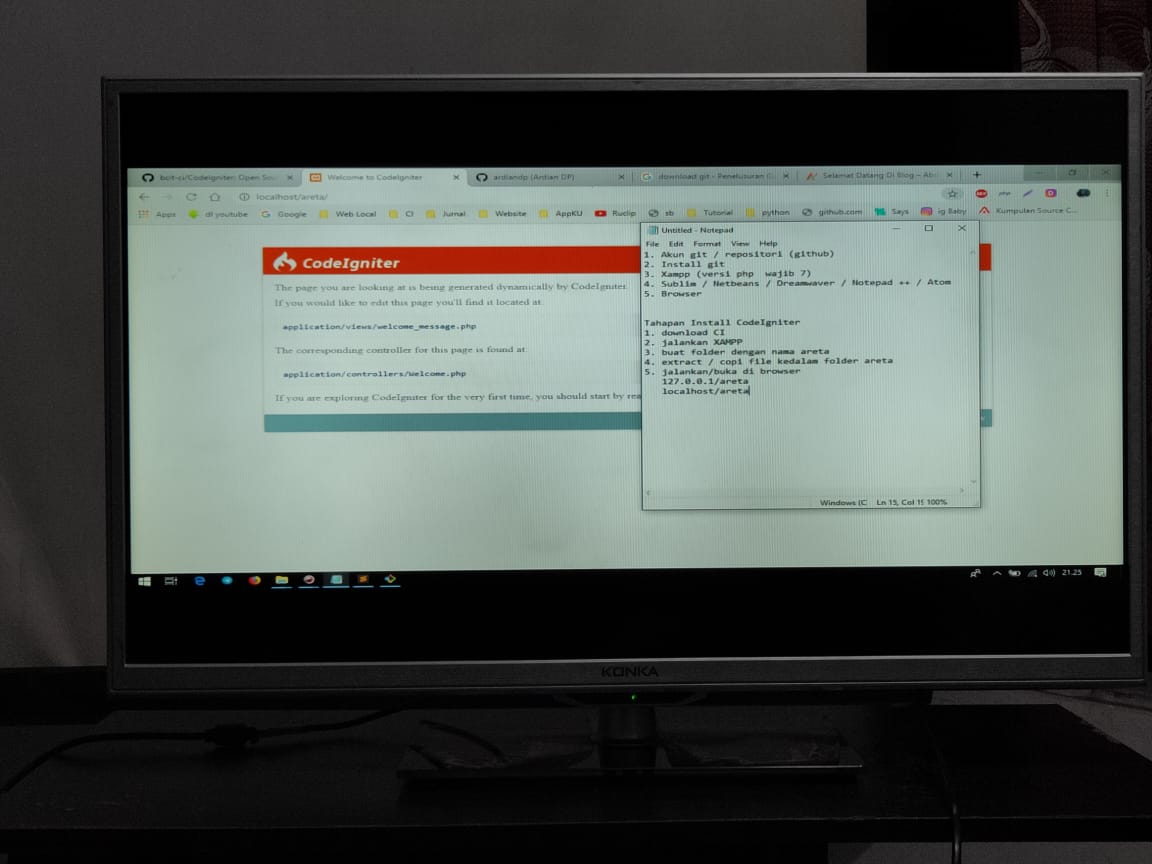 bcit-ci/CodeIgniter: Open Sou
Welcome to CodeIgniter
ardiandp (Ardian DP)
download git - Penelusuran G
Selamat Datang Di Blog – Ab
localhost/areta/
Apps
dl youtube
Google
Web Local
CI
Jurnal
Website
AppKU
Ruclip
sb
Tutorial
python
github.com
Says
ig Baby
Kumpulan Source C...
CodeIgniter
The page you are looking at is being generated dynamically by CodeIgniter.
If you would like to edit this page you'll find it located at:
application/views/welcome_message.php
The corresponding controller for this page is found at:
application/controllers/Welcome.php
If you are exploring CodeIgniter for the very first time, you should start by rea
Untitled - Notepad
File Edit Format View Help
1. Akun git / repositori (github)
2. Install git
3. Xampp (versi php  wajib 7)
4. Sublim / Netbeans / Dreamwaver / Notepad ++ / Atom
5. Browser
Tahapan Install CodeIgniter
1. download CI
2. jalankan XAMPP
3. buat folder dengan nama areta
4. extract / copi file kedalam folder areta
5. jalankan/buka di browser
127.0.0.1/areta
localhost/areta
Windows (C
Ln 15, Col 1
100%
21.25
KONKA